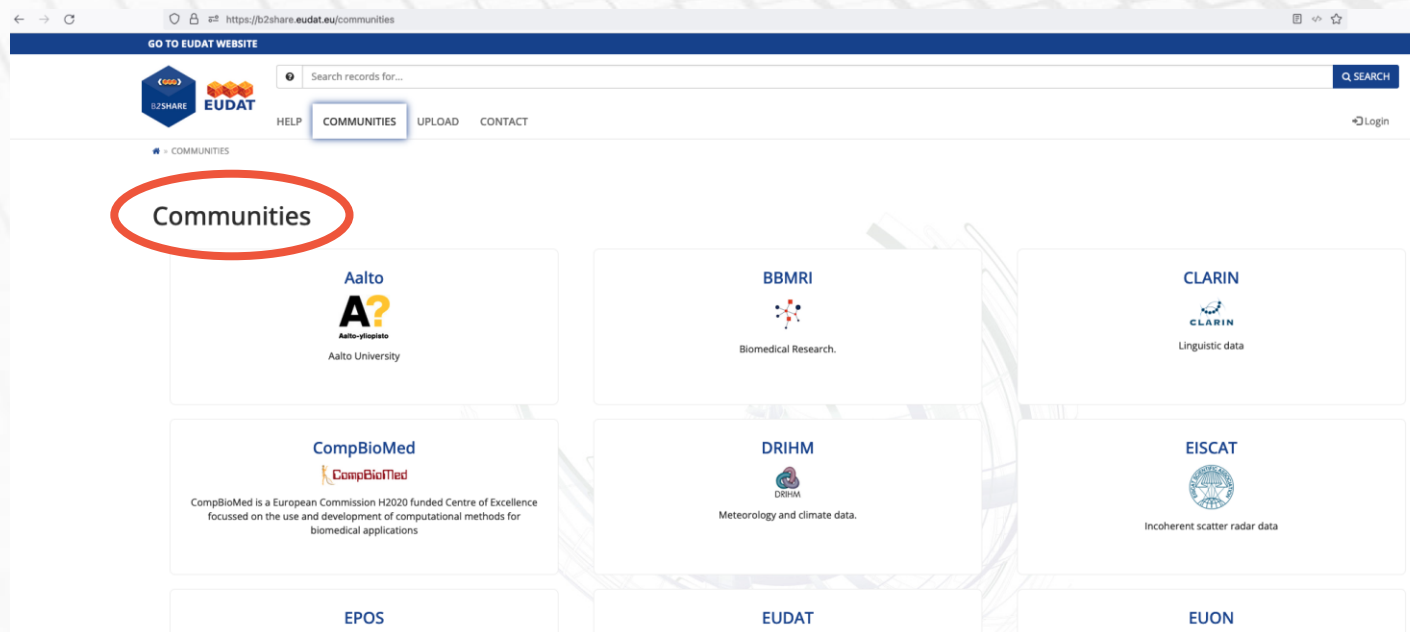 https://b2share.eudat.eu/communities
GO TO EUDAT WEBSITE
B2SHARE
EUDAT
Search records for...
SEARCH
HELP COMMUNITIES UPLOAD CONTACT
Login
» COMMUNITIES
Communities
Aalto
A?
Aalto-yliopisto
Aalto University
BBMRI
Biomedical Research.
CLARIN
CLARIN
Linguistic data
CompBioMed
CompBioMed
CompBioMed is a European Commission H2020 funded Centre of Excellence
focussed on the use and development of computational methods for
biomedical applications
DRIHM
DRIHM
Meteorology and climate data.
EISCAT
Incoherent scatter radar data
EPOS
EUDAT
EUON